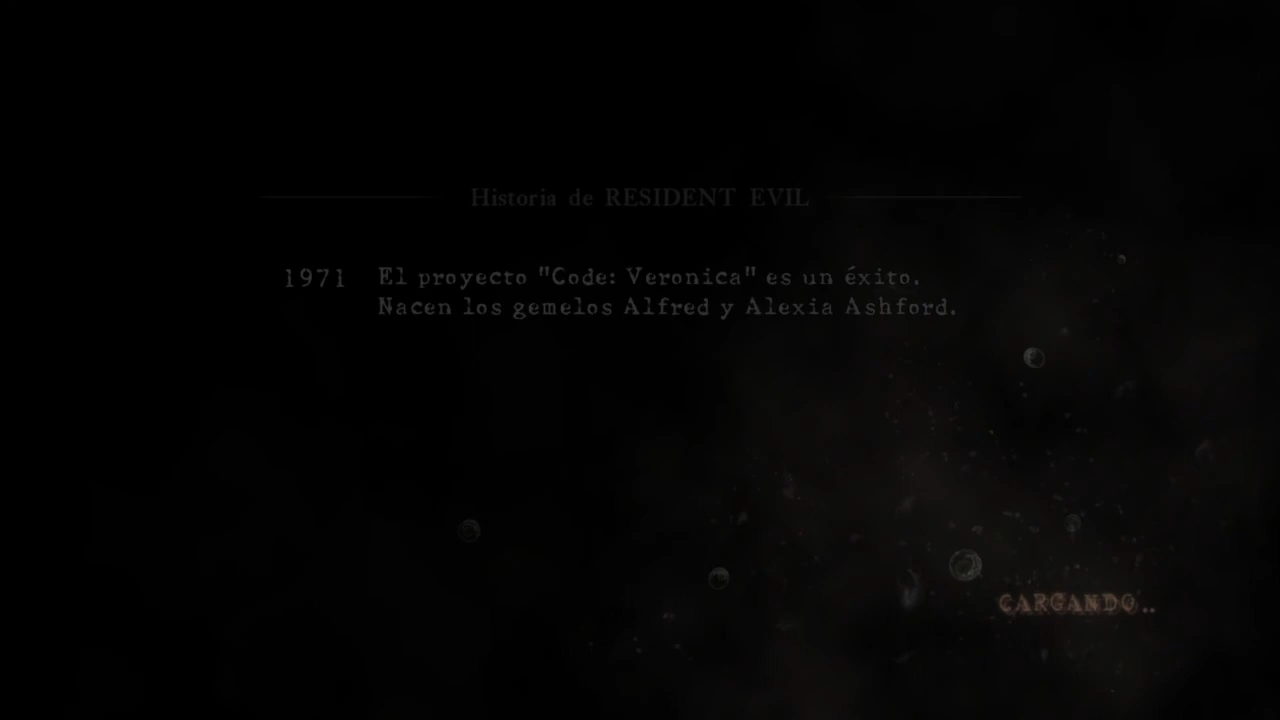 Historia de RESIDENT EVIL
1971 El proyecto "Code: Veronica" es un éxito.
Nacen los gemelos Alfred y Alexia Ashford.
CARGANDO..